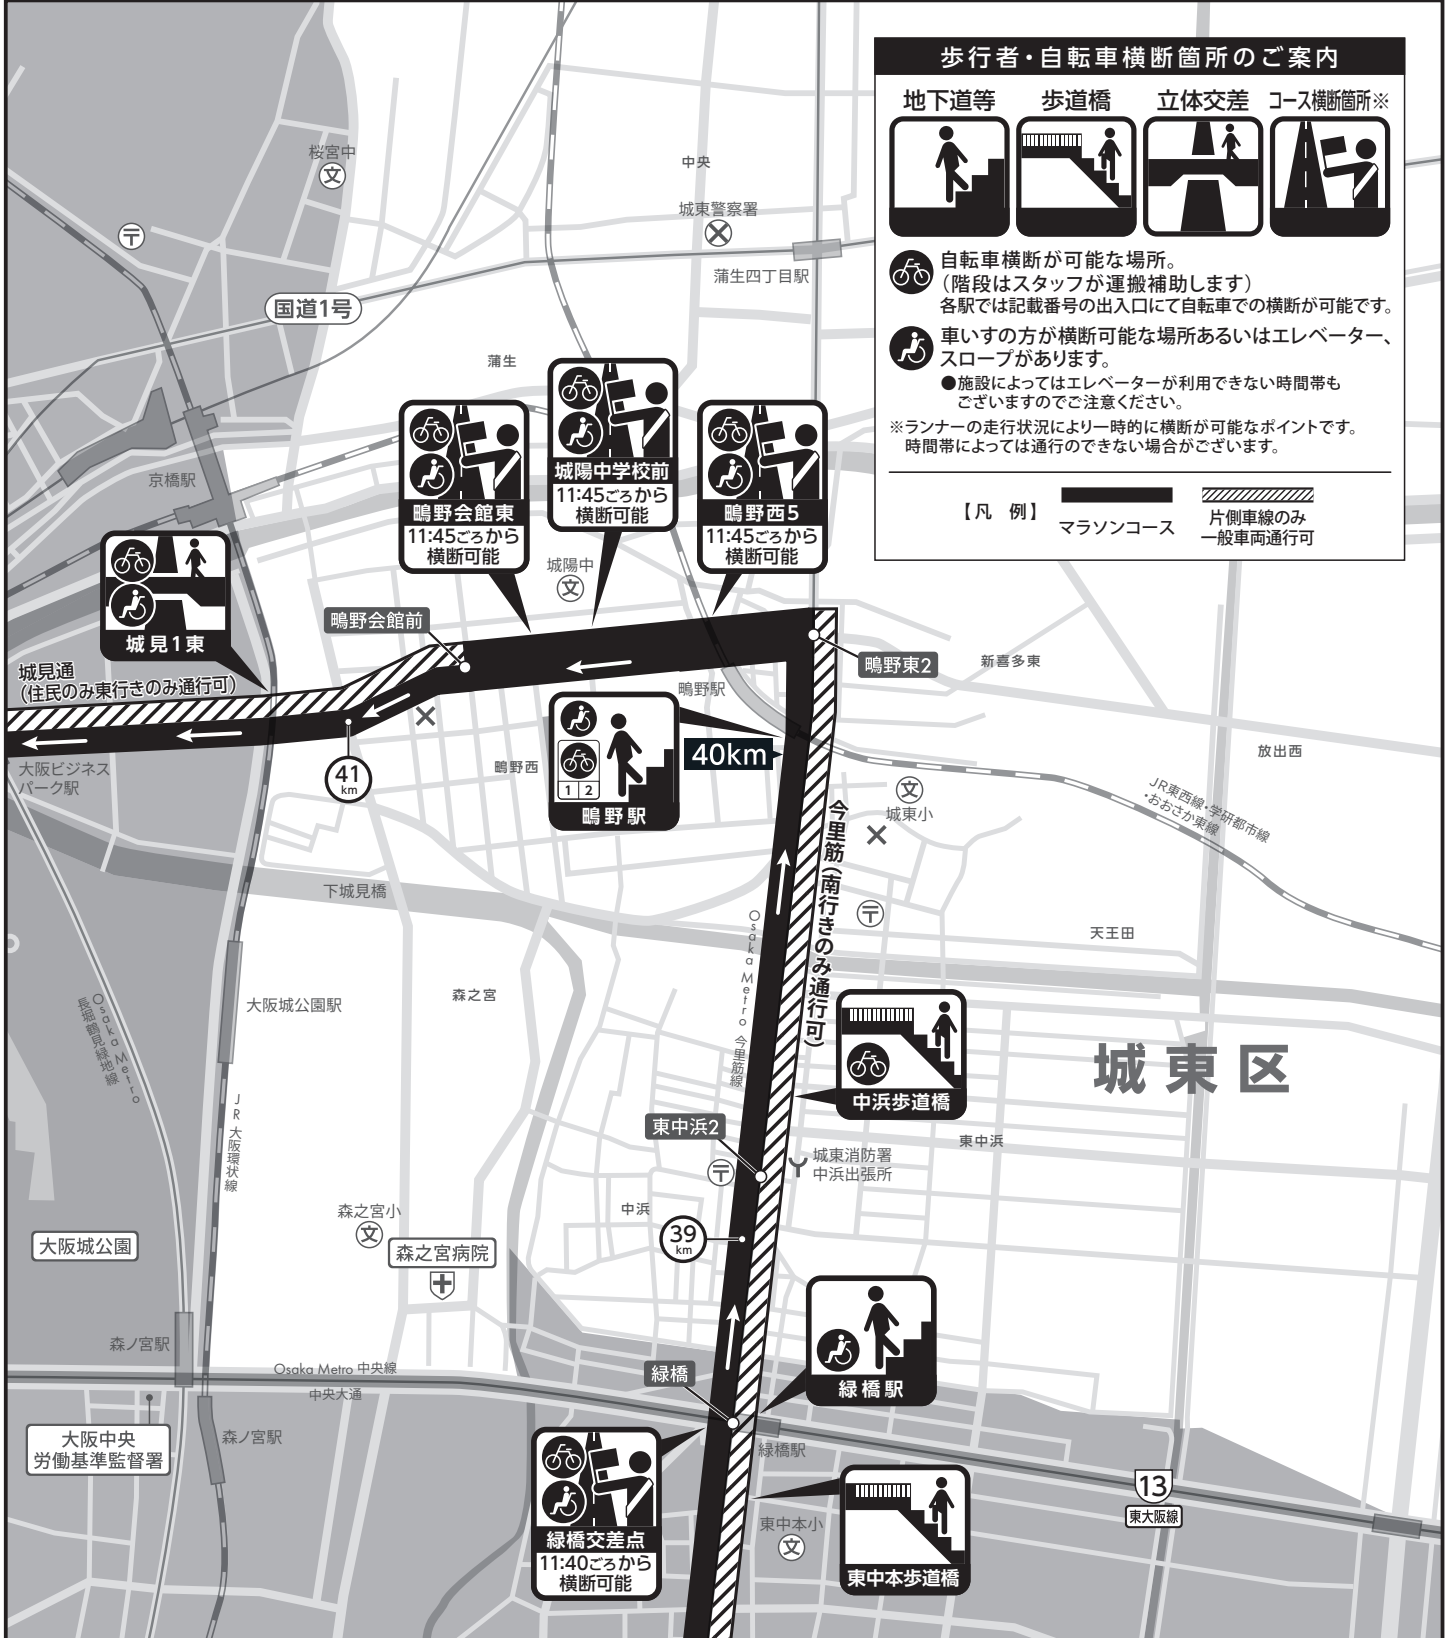 歩行者・自転車横断箇所のご案内
地下道等
歩道橋
立体交差
コース横断箇所※
自転車横断が可能な場所。
（階段はスタッフが運搬補助します）
各駅では記載番号の出入口にて自転車での横断が可能です。
車いすの方が横断可能な場所あるいはエレベーター、
スロープがあります。
●施設によってはエレベーターが利用できない時間帯も
ございますのでご注意ください。
※ランナーの走行状況により一時的に横断が可能なポイントです。
時間帯によっては通行のできない場合がございます。
【凡 例】
マラソンコース
片側車線のみ
一般車両通行可
桜宮中
文
中央
城東警察署
〒
蒲生四丁目駅
国道1号
蒲生
京橋駅
城陽中学校前
11:45ごろから
横断可能
鴫野会館東
11:45ごろから
横断可能
鴫野西5
11:45ごろから
横断可能
城陽中
文
城見1東
鴫野会館前
城見通
（住民のみ東行きのみ通行可）
鴫野東2
新喜多東
鴫野駅
40km
放出西
大阪ビジネス
パーク駅
41
km
鴫野西
1 2
鴫野駅
文
城東小
JR東西線・学研都市線
・おおさか東線
今里筋（南行きのみ通行可）
下城見橋
〒
天王田
Osaka Metro 今里筋線
大阪城公園駅
森之宮
Osaka Metro
長堀鶴見緑地線
城東区
中浜歩道橋
JR 大阪環状線
東中浜2
東中浜
城東消防署
中浜出張所
〒
森之宮小
文
中浜
39
km
大阪城公園
森之宮病院
森ノ宮駅
Osaka Metro 中央線
中央大通
緑橋
緑橋駅
大阪中央
労働基準監督署
森ノ宮駅
緑橋駅
緑橋交差点
11:40ごろから
横断可能
13
東大阪線
東中本小
文
東中本歩道橋